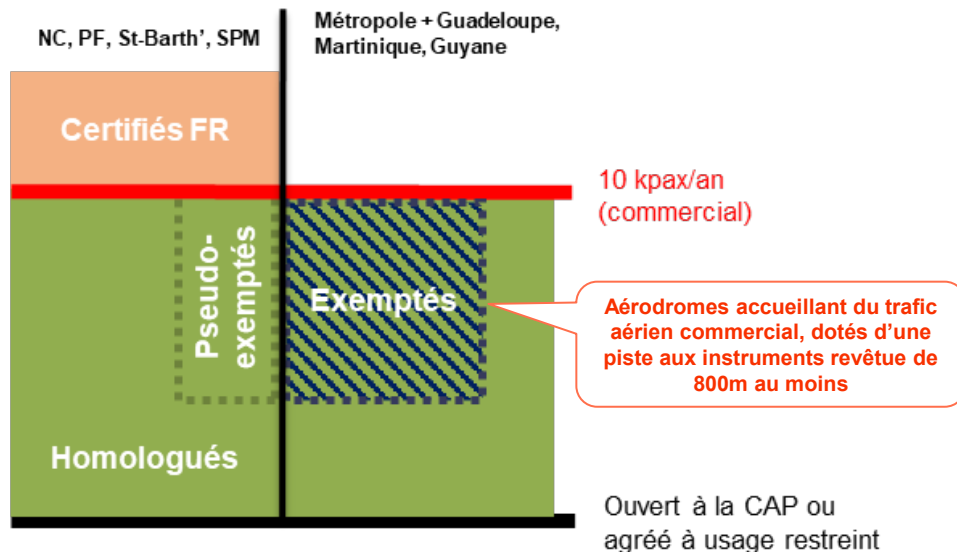 NC, PF, St-Barth’, SPM
Métropole + Guadeloupe,
Martinique, Guyane
Certifiés FR
10 kpax/an
(commercial)
Pseudo-
exemptés
Exemptés
Aérodromes accueillant du trafic
aérien commercial, dotés d’une
piste aux instruments revêtue de
800m au moins
Homologués
Ouvert à la CAP ou
agréé à usage restreint